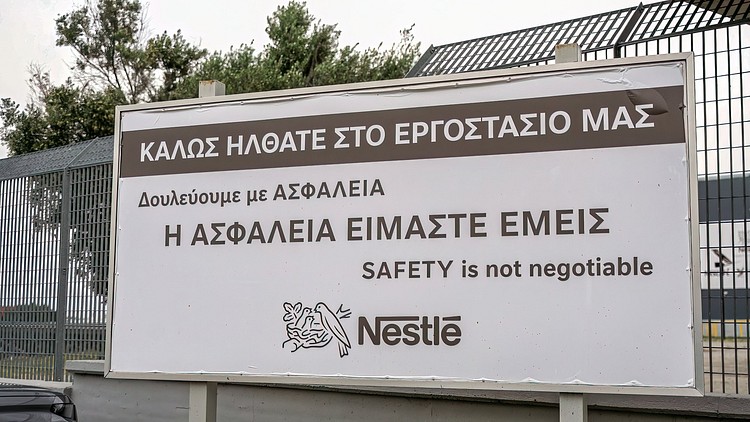 ΚΑΛΩΣ ΗΛΘΑΤΕ ΣΤΟ ΕΡΓΟΣΤΑΣΙΟ ΜΑΣ
Δουλεύουμε με ΑΣΦΑΛΕΙΑ
Η ΑΣΦΑΛΕΙΑ ΕΙΜΑΣΤΕ ΕΜΕΙΣ
SAFETY is not negotiable
Nestlé